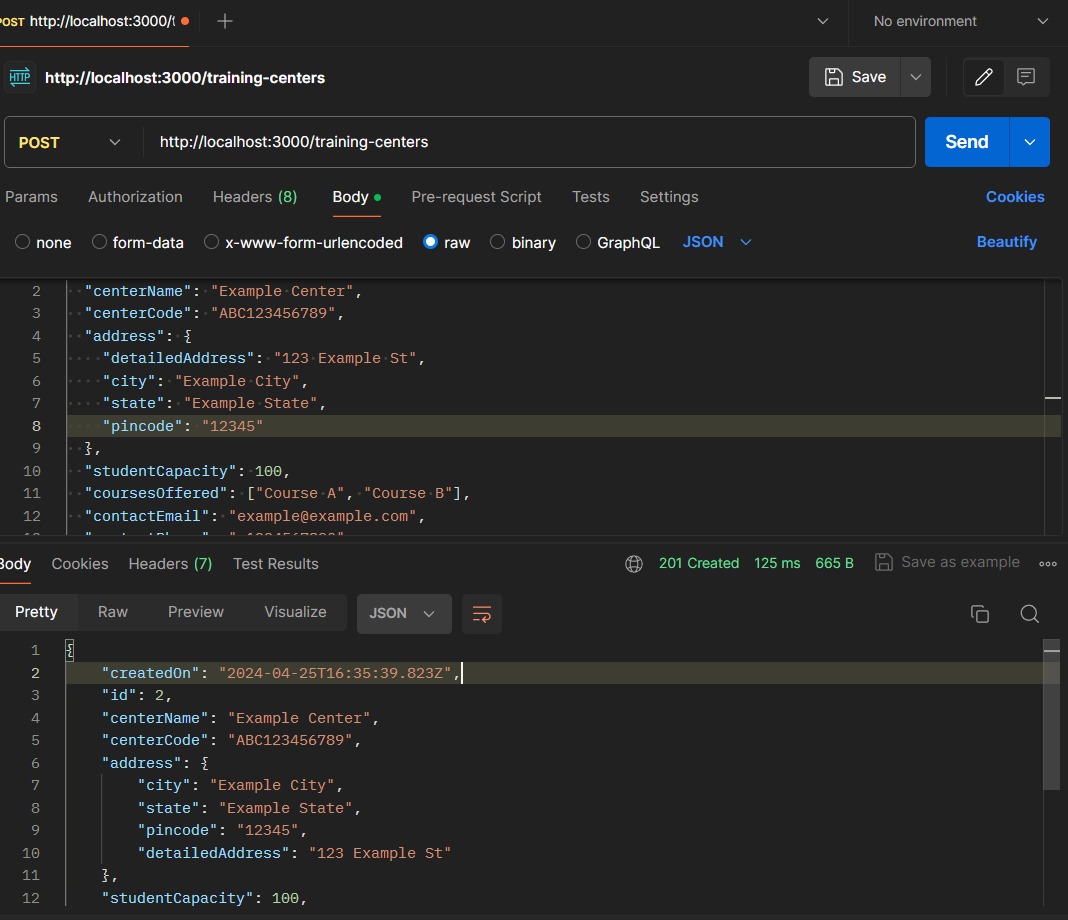 POST http://localhost:3000/t
No environment
HTTP http://localhost:3000/training-centers
Save
POST http://localhost:3000/training-centers
Send
Params Authorization Headers (8) Body Pre-request Script Tests Settings Cookies
none form-data x-www-form-urlencoded raw binary GraphQL JSON Beautify
2 "centerName": "Example Center",
3 "centerCode": "ABC123456789",
4 "address": {
5 "detailedAddress": "123 Example St",
6 "city": "Example City",
7 "state": "Example State",
8 "pincode": "12345"
9 },
10 "studentCapacity": 100,
11 "coursesOffered": ["Course A", "Course B"],
12 "contactEmail": "example@example.com",
Body Cookies Headers (7) Test Results 201 Created 125 ms 665 B Save as example
Pretty Raw Preview Visualize JSON
1 {
2 "createdOn": "2024-04-25T16:35:39.823Z",
3 "id": 2,
4 "centerName": "Example Center",
5 "centerCode": "ABC123456789",
6 "address": {
7 "city": "Example City",
8 "state": "Example State",
9 "pincode": "12345",
10 "detailedAddress": "123 Example St"
11 },
12 "studentCapacity": 100,